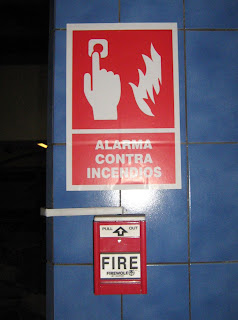 ALARMA
CONTRA
INCENDIOS
PULL OUT
FIRE